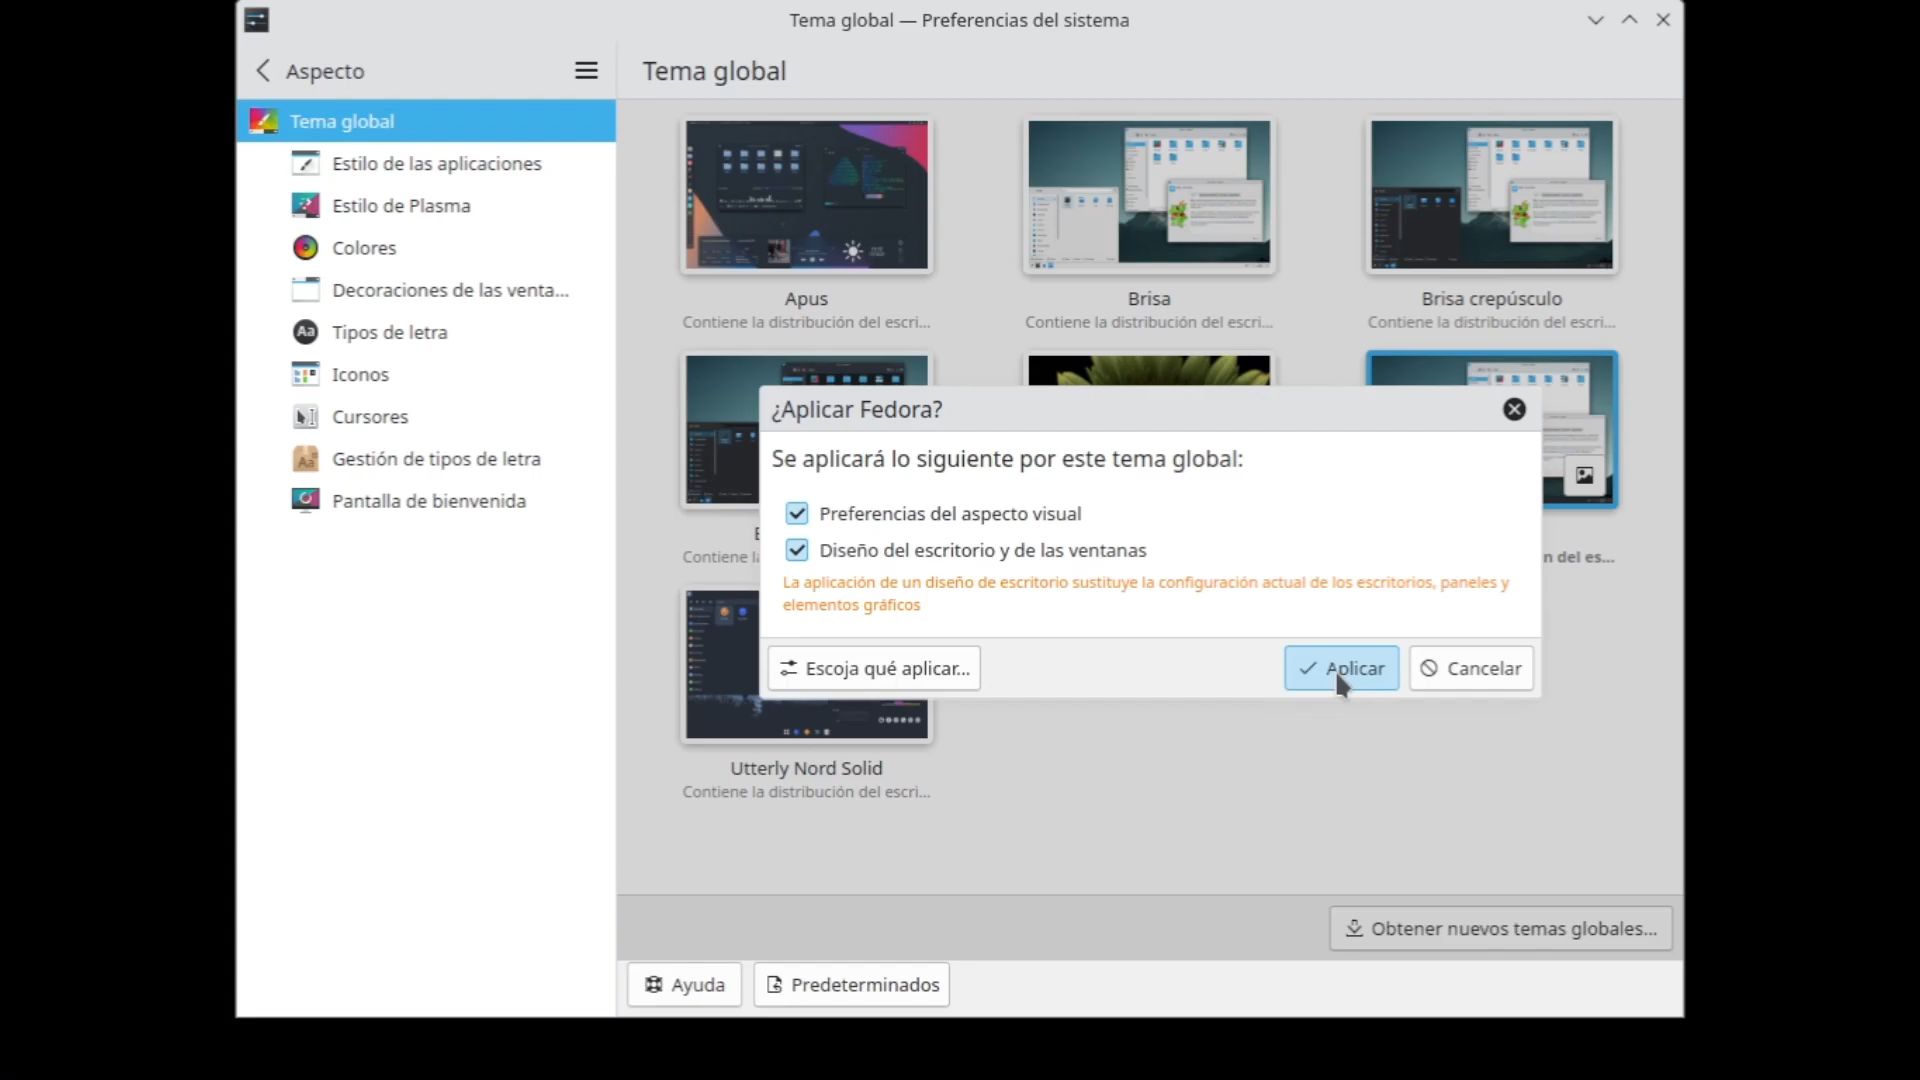 Tema global — Preferencias del sistema
Aspecto
Tema global
Tema global
Estilo de las aplicaciones
Estilo de Plasma
Colores
Decoraciones de las venta...
Tipos de letra
Iconos
Cursores
Gestión de tipos de letra
Pantalla de bienvenida
Apus
Contiene la distribución del escri...
Brisa
Contiene la distribución del escri...
Brisa crepúsculo
Contiene la distribución del escri...
Contiene l
n del es...
¿Aplicar Fedora?
Se aplicará lo siguiente por este tema global:
Preferencias del aspecto visual
Diseño del escritorio y de las ventanas
La aplicación de un diseño de escritorio sustituye la configuración actual de los escritorios, paneles y
elementos gráficos
Escoja qué aplicar...
Aplicar
Cancelar
Utterly Nord Solid
Contiene la distribución del escri...
Obtener nuevos temas globales...
Ayuda
Predeterminados